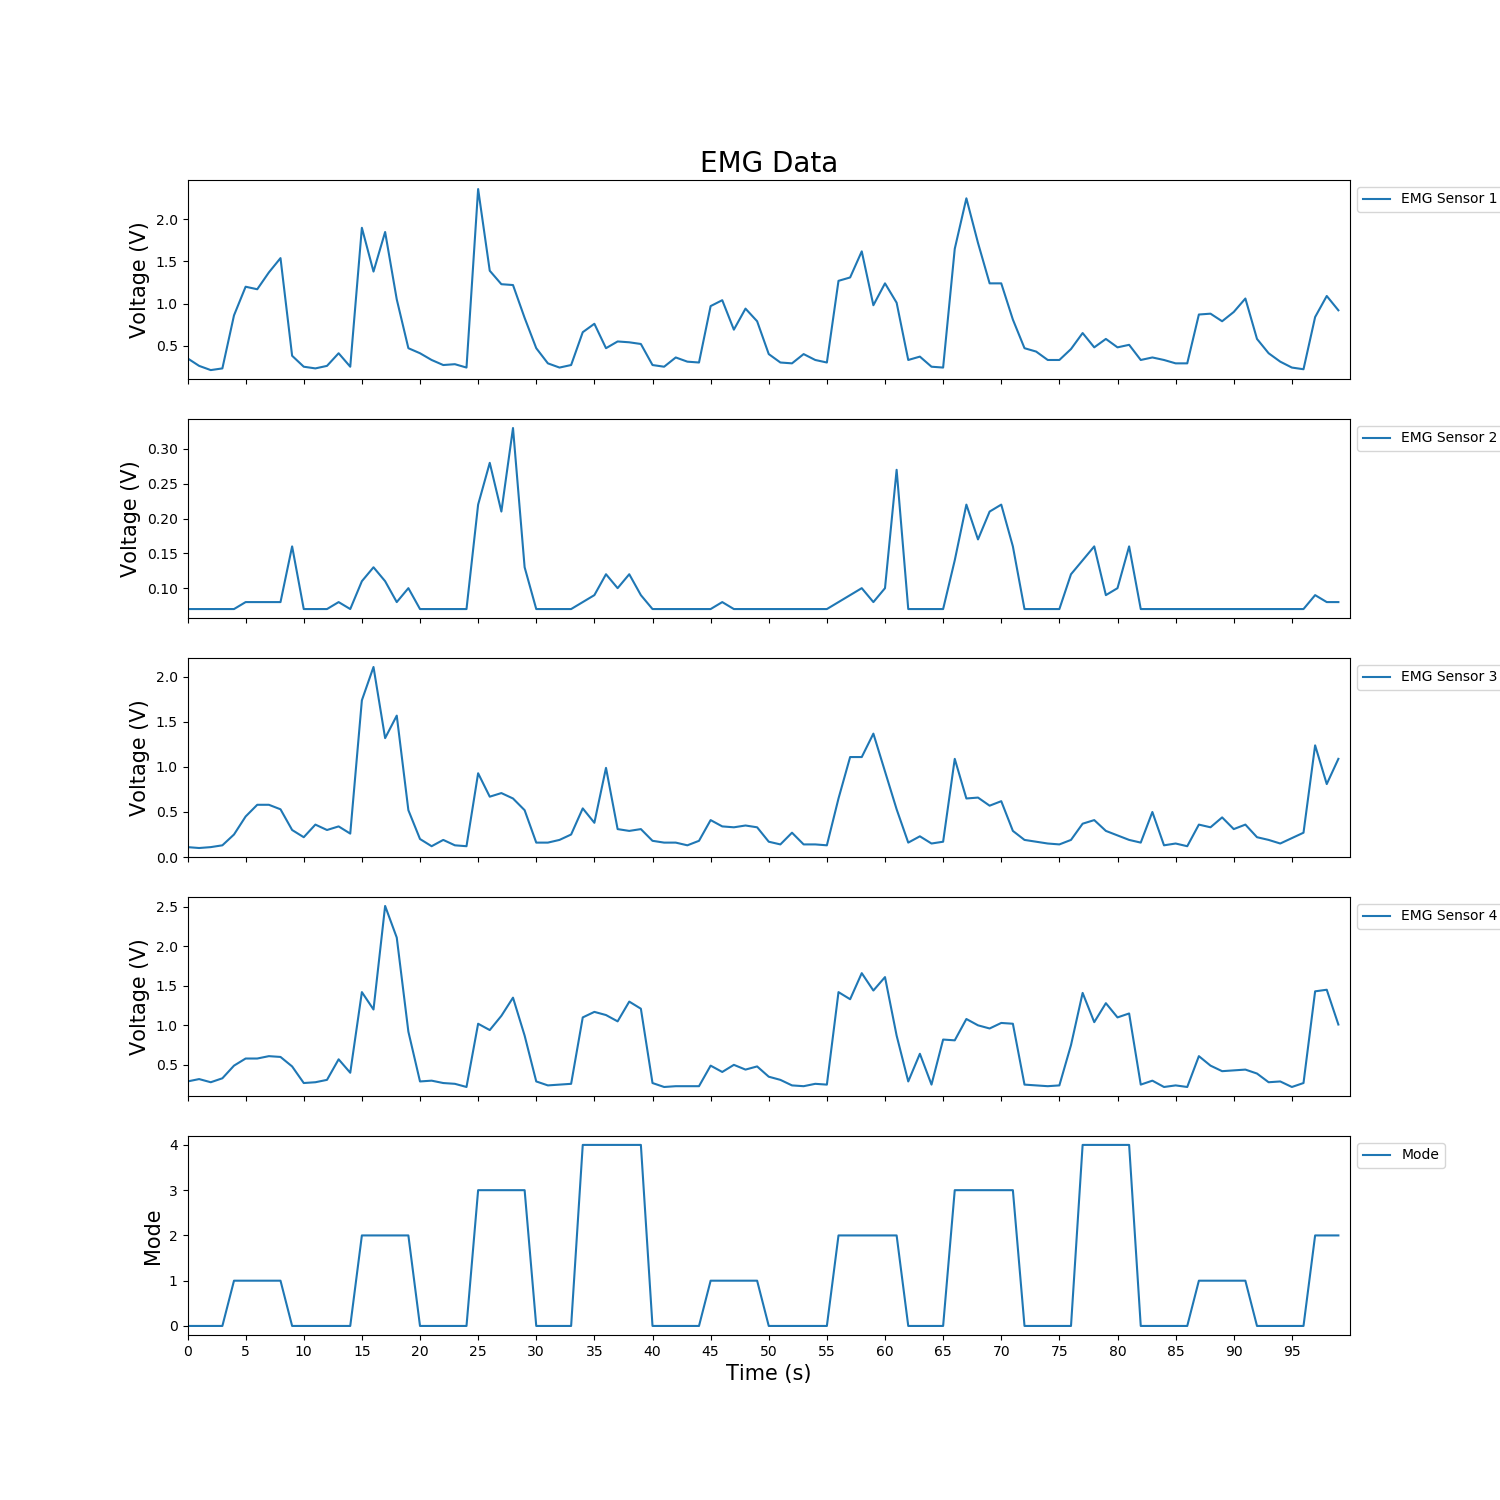 EMG Data
Voltage (V)
2.0
1.5
1.0
0.5
EMG Sensor 1
Voltage (V)
0.30
0.25
0.20
0.15
0.10
EMG Sensor 2
Voltage (V)
2.0
1.5
1.0
0.5
0.0
EMG Sensor 3
Voltage (V)
2.5
2.0
1.5
1.0
0.5
EMG Sensor 4
Mode
4
3
2
1
0
Mode
0 5 10 15 20 25 30 35 40 45 50 55 60 65 70 75 80 85 90 95
Time (s)